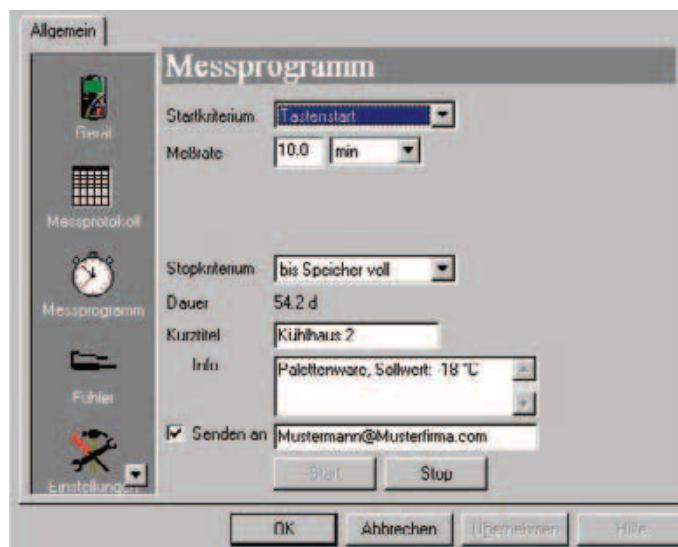 Allgemein
Messprogramm
Gerät
Startkriterium Tastenstart
Meßrate 10.0 min
Messprotokoll
Stopkriterium bis Speicher voll
Messprogramm
Dauer 54.2 d
Kurztitel Kühlhaus 2
Info Palettenware, Sollwert: -18 °C
Fühler
Senden an Mustermann@Musterfirma.com
Einstellungen
Start Stop
OK Abbrechen Übernehmen Hilfe